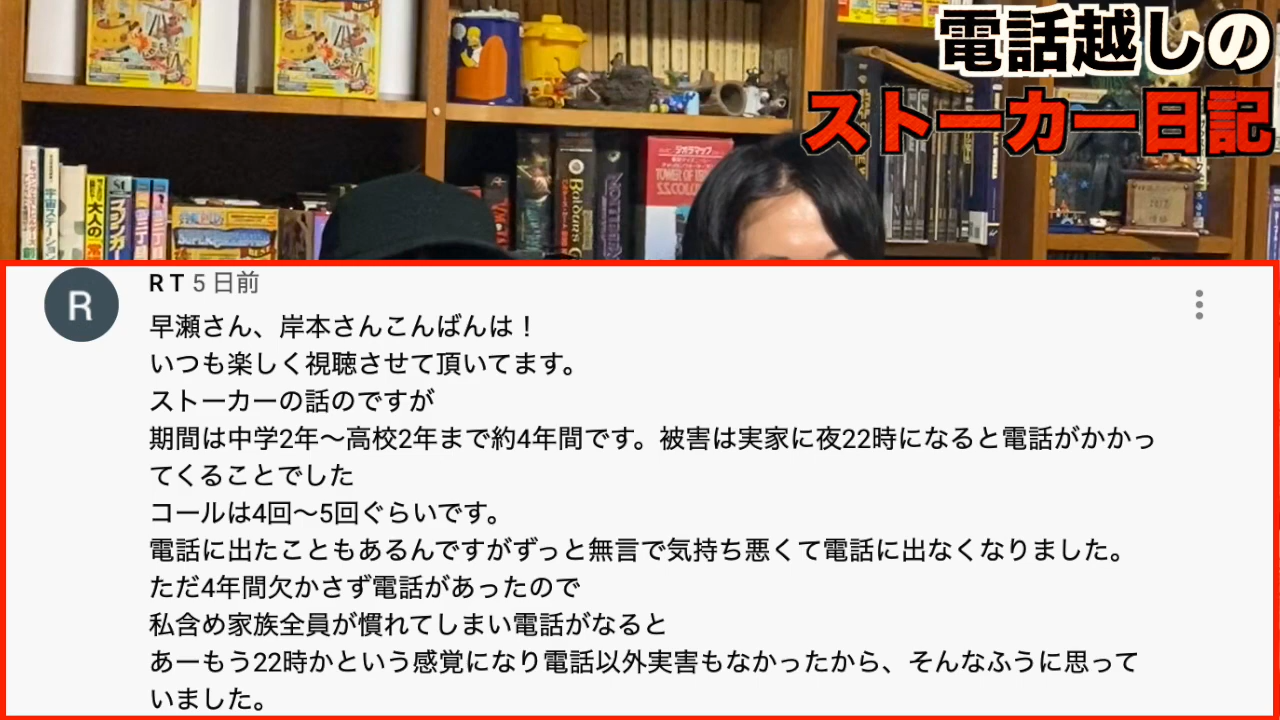 電話越しの
ストーカー日記
R
R T 5 日前
早瀬さん、岸本さんこんばんは！
いつも楽しく視聴させて頂いてます。
ストーカーの話のですが
期間は中学2年〜高校2年まで約4年間です。被害は実家に夜22時になると電話がかかっ
てくることでした
コールは4回〜5回ぐらいです。
電話に出たこともあるんですがずっと無言で気持ち悪くて電話に出なくなりました。
ただ4年間欠かさず電話があったので
私含め家族全員が慣れてしまい電話がなると
あーもう22時かという感覚になり電話以外実害もなかったから、そんなふうに思って
いました。